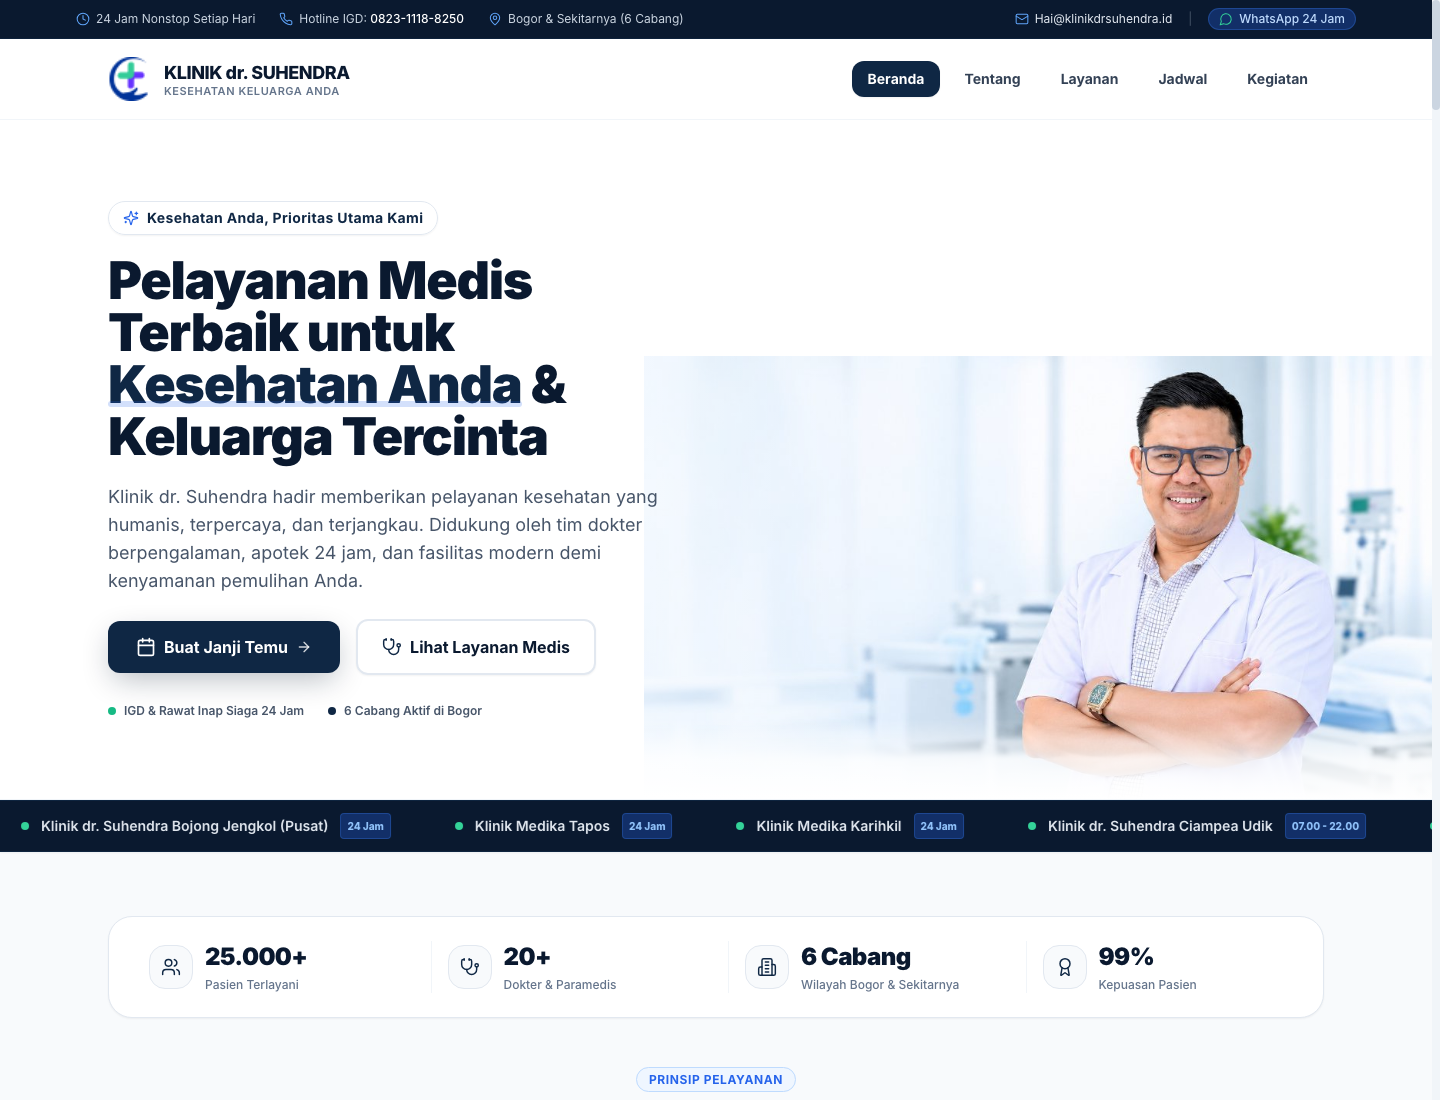 24 Jam Nonstop Setiap Hari
Hotline IGD: 0823-1118-8250
Bogor & Sekitarnya (6 Cabang)
Hai@klinikdrsuhendra.id
WhatsApp 24 Jam
KLINIK dr. SUHENDRA
KESEHATAN KELUARGA ANDA
Beranda
Tentang
Layanan
Jadwal
Kegiatan
Kesehatan Anda, Prioritas Utama Kami
Pelayanan Medis
Terbaik untuk
Kesehatan Anda &
Keluarga Tercinta
Klinik dr. Suhendra hadir memberikan pelayanan kesehatan yang
humanis, terpercaya, dan terjangkau. Didukung oleh tim dokter
berpengalaman, apotek 24 jam, dan fasilitas modern demi
kenyamanan pemulihan Anda.
Buat Janji Temu
Lihat Layanan Medis
IGD & Rawat Inap Siaga 24 Jam
6 Cabang Aktif di Bogor
Klinik dr. Suhendra Bojong Jengkol (Pusat)
24 Jam
Klinik Medika Tapos
24 Jam
Klinik Medika Karihkil
24 Jam
Klinik dr. Suhendra Ciampea Udik
07.00 - 22.00
25.000+
Pasien Terlayani
20+
Dokter & Paramedis
6 Cabang
Wilayah Bogor & Sekitarnya
99%
Kepuasan Pasien
PRINSIP PELAYANAN